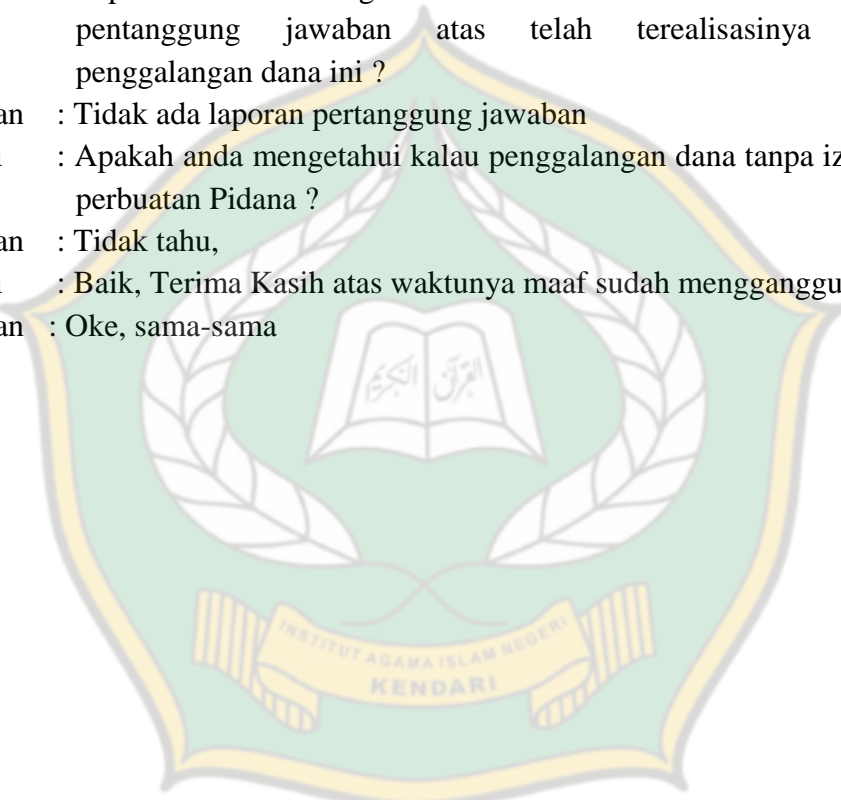 pentanggung jawaban atas telah terealisasinya
penggalangan dana ini ?
an : Tidak ada laporan pertanggung jawaban
i : Apakah anda mengetahui kalau penggalangan dana tanpa iz
perbuatan Pidana ?
an : Tidak tahu,
i : Baik, Terima Kasih atas waktunya maaf sudah mengganggu
an : Oke, sama-sama
القرآن الكريم
INSTITUT AGAMA ISLAM NEGERI
KENDARI